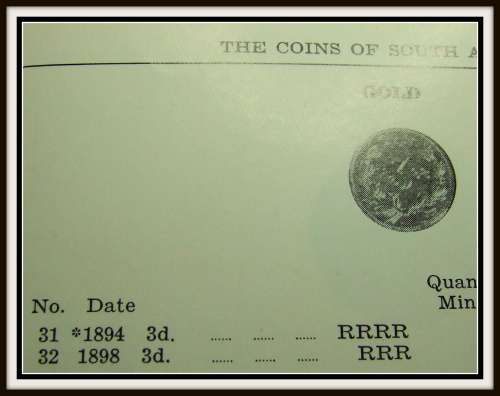 THE COINS OF SOUTH A
GOLD
Quan
No. Date Min
31 *1894 3d. ...... ...... ...... RRRR
32 1898 3d. ...... ...... ...... RRR